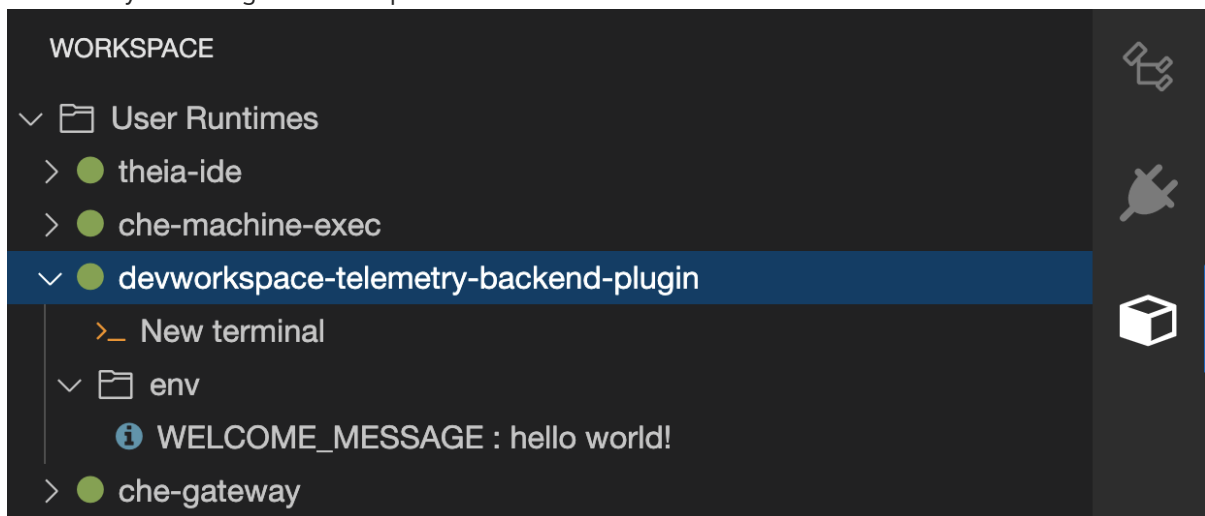 WORKSPACE
User Runtimes
theia-ide
che-machine-exec
devworkspace-telemetry-backend-plugin
>_ New terminal
env
WELCOME_MESSAGE : hello world!
che-gateway